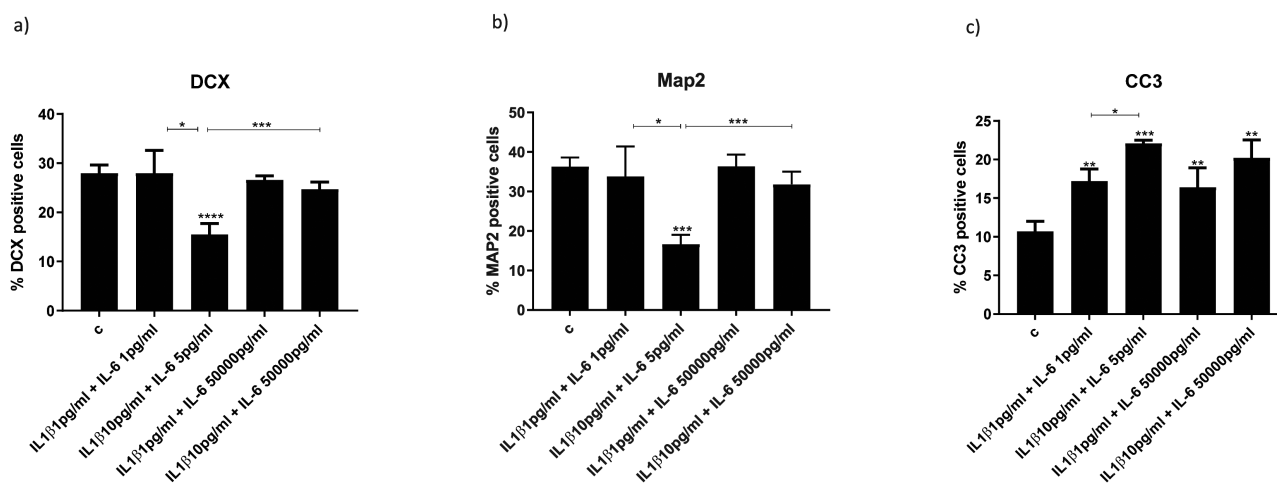 a)
DCX
% DCX positive cells
40
30
20
10
0
*
***
****
c
IL1β1pg/ml + IL-6 1pg/ml
IL1β10pg/ml + IL-6 5pg/ml
IL1β1pg/ml + IL-6 50000pg/ml
IL1β10pg/ml + IL-6 50000pg/ml
b)
Map2
% MAP2 positive cells
50
40
30
20
10
0
*
***
***
c
IL1β1pg/ml + IL-6 1pg/ml
IL1β10pg/ml + IL-6 5pg/ml
IL1β1pg/ml + IL-6 50000pg/ml
IL1β10pg/ml + IL-6 50000pg/ml
c)
CC3
% CC3 positive cells
25
20
15
10
5
0
*
**
***
**
**
c
IL1β1pg/ml + IL-6 1pg/ml
IL1β10pg/ml + IL-6 5pg/ml
IL1β1pg/ml + IL-6 50000pg/ml
IL1β10pg/ml + IL-6 50000pg/ml